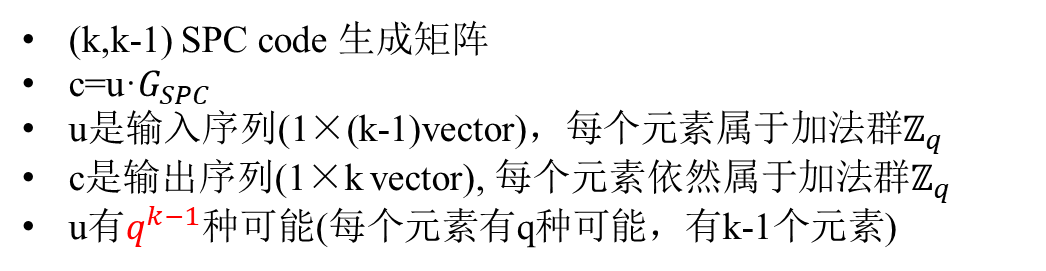 • (k,k-1) SPC code 生成矩阵
• c=u·G_{SPC}
• u是输入序列(1×(k-1)vector)，每个元素属于加法群ℤ_q
• c是输出序列(1×k vector), 每个元素依然属于加法群ℤ_q
• u有q^{k-1}种可能(每个元素有q种可能，有k-1个元素)